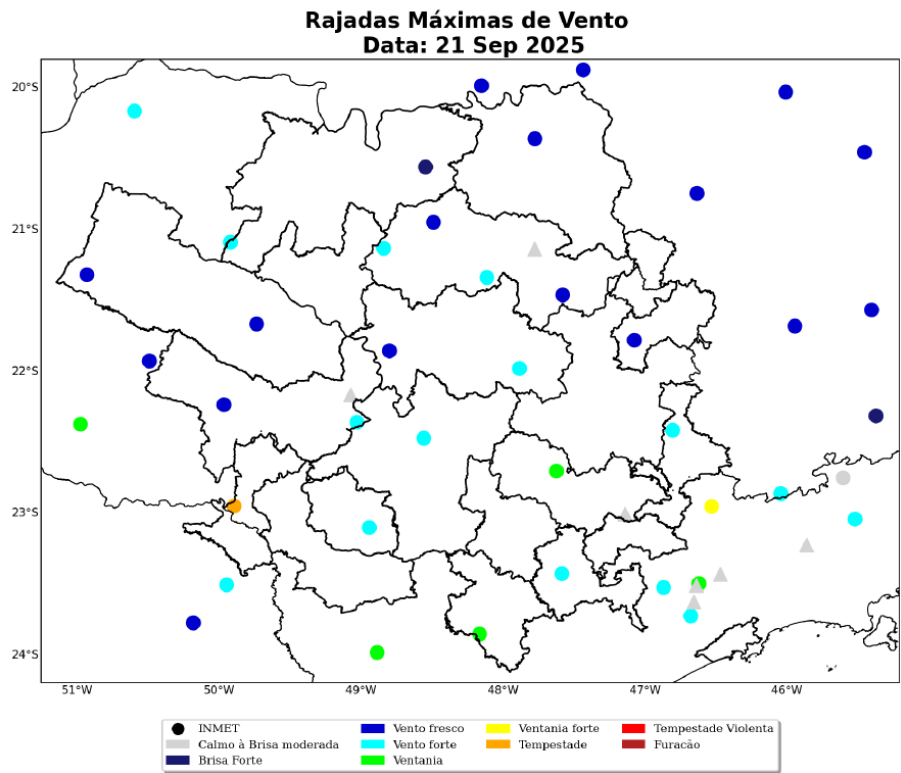 Rajadas Máximas de Vento
Data: 21 Sep 2025
20°S
21°S
22°S
23°S
24°S
51°W 50°W 49°W 48°W 47°W 46°W
INMET Vento fresco Ventania forte Tempestade Violenta
Calmo à Brisa moderada Vento forte Tempestade Furacão
Brisa Forte Ventania